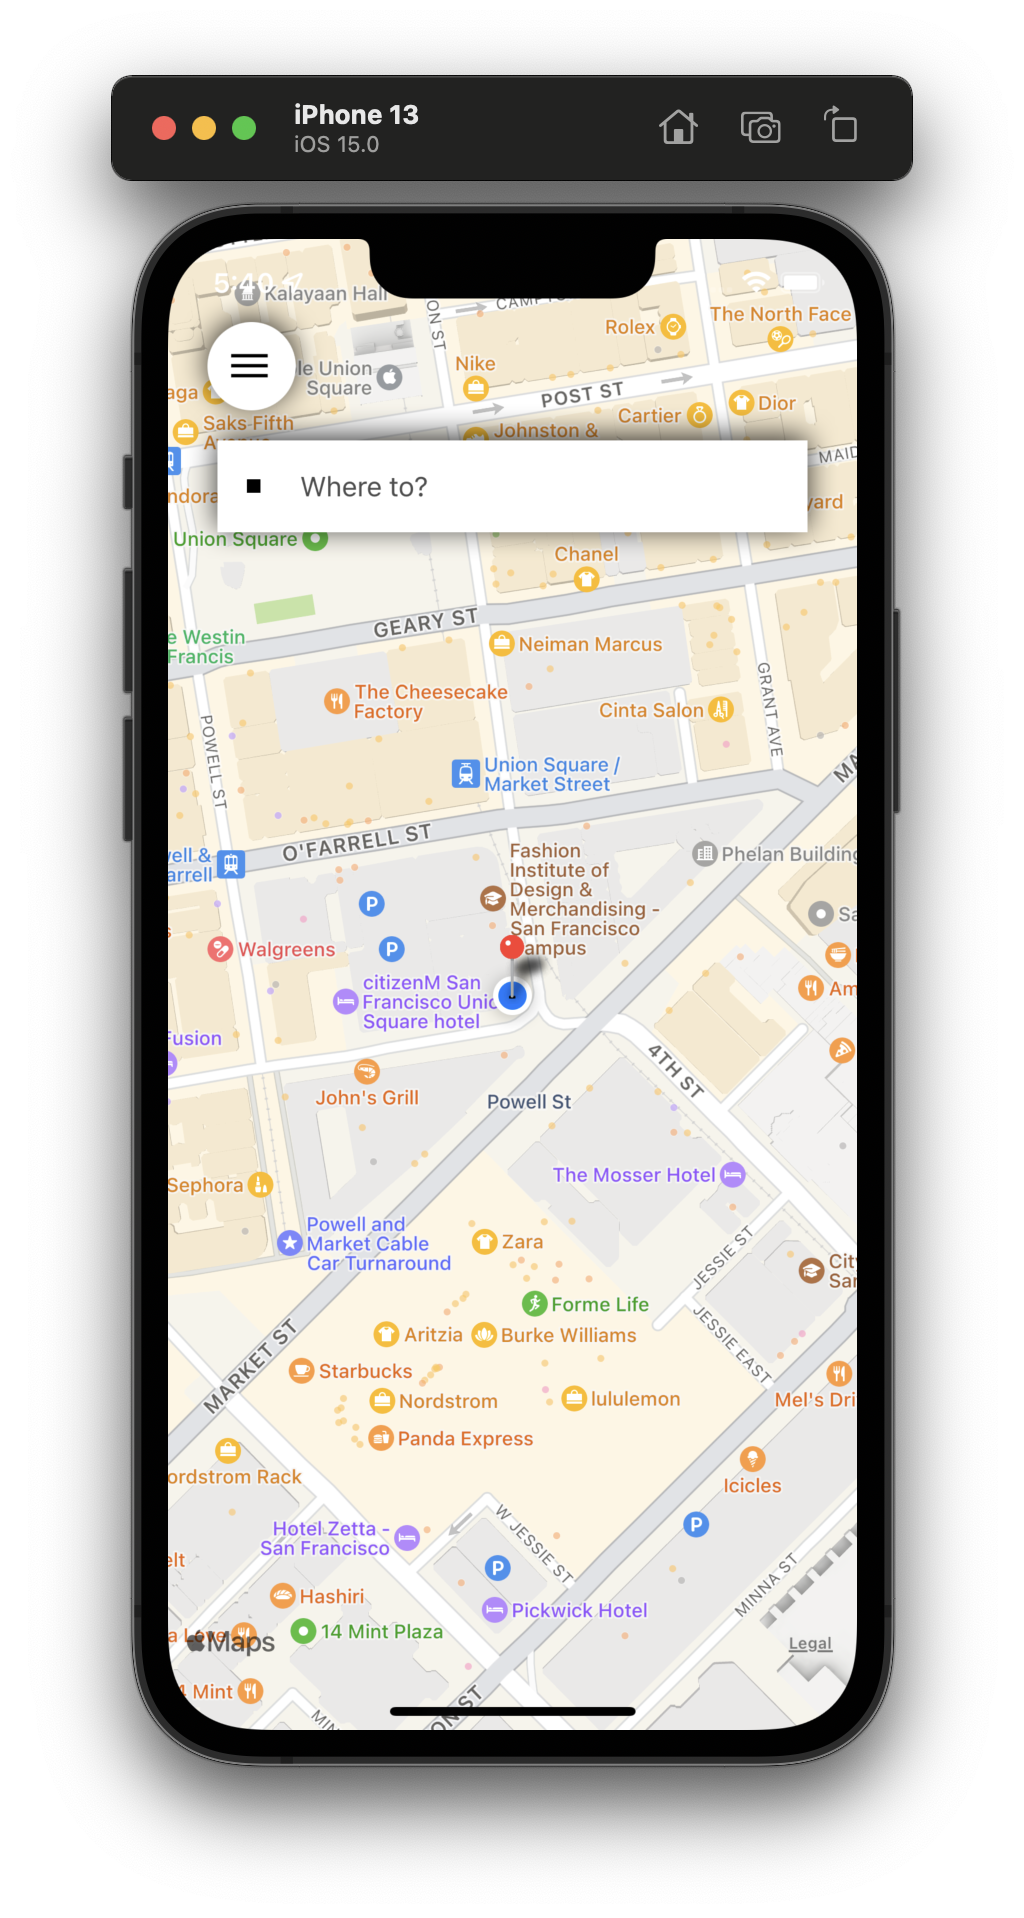 iPhone 13
iOS 15.0
5:40
Kalayaan Hall
ON ST
Rolex
The North Face
le Union
Square
Nike
POST ST
aga
Cartier
Dior
Saks Fifth
Johnston &
MAID
ndora
Where to?
yard
Union Square
Chanel
GEARY ST
e Westin
Francis
Neiman Marcus
The Cheesecake
Factory
Cinta Salon
GRANT AVE
POWELL ST
Union Square /
Market Street
MA
O'FARRELL ST
Fashion
Institute of
Design &
Merchandising -
San Francisco
ampus
Phelan Building
ell &
arrell
P
Sa
Walgreens
P
citizenM San
Francisco Unio
Square hotel
Am
Fusion
4TH ST
John's Grill
Powell St
The Mosser Hotel
Sephora
Powell and
Market Cable
Car Turnaround
Zara
JESSIE ST
City
San
Forme Life
Aritzia
Burke Williams
JESSIE EAST
MARKET ST
Starbucks
Nordstrom
lululemon
Mel's Dri
Panda Express
ordstrom Rack
Icicles
Hotel Zetta -
San Francisco
W JESSIE ST
P
elt
P
MINNA ST
Hashiri
Pickwick Hotel
14 Mint Plaza
Maps
Legal
4 Mint
MIN
ON ST